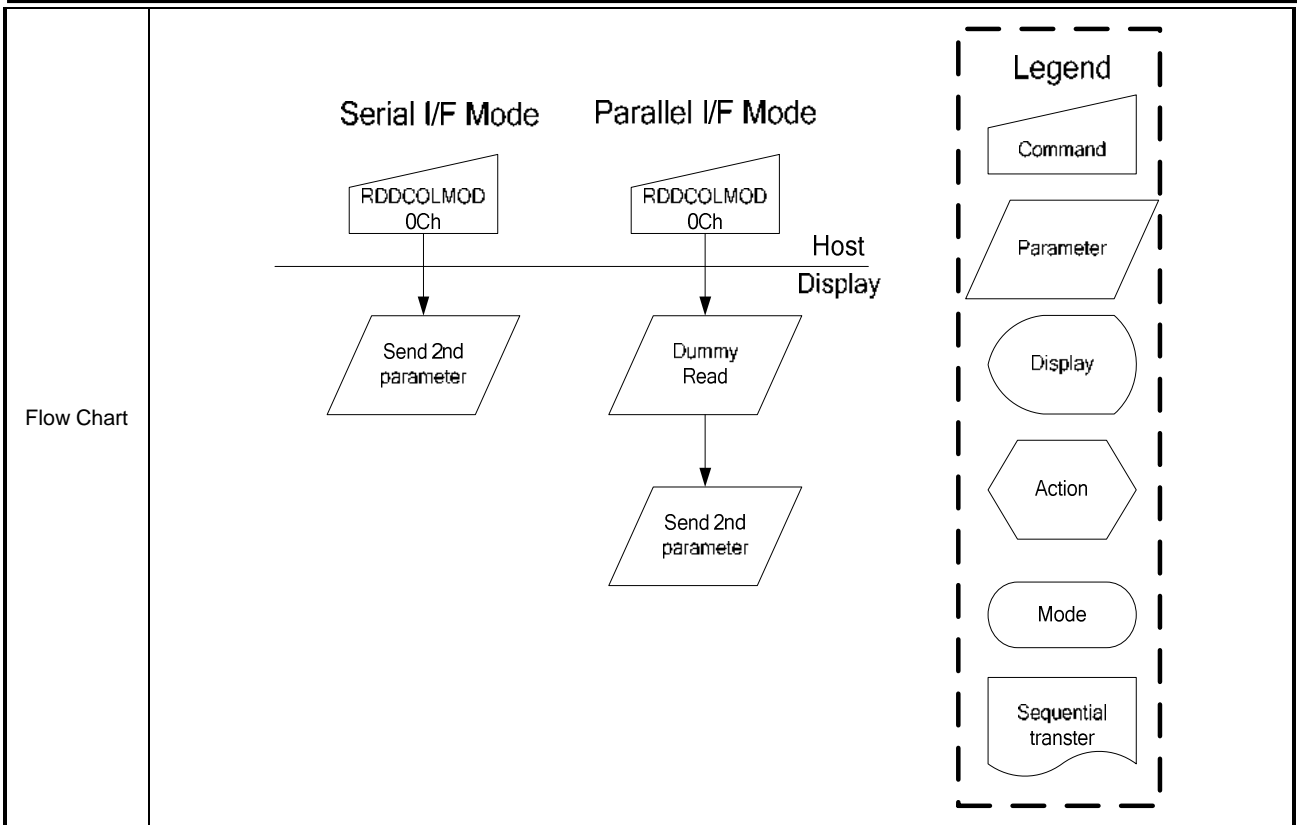 Flow Chart
Serial I/F Mode
RDDCOLMOD
0Ch
Send 2nd
parameter
Parallel I/F Mode
RDDCOLMOD
0Ch
Host
Display
Dummy
Read
Send 2nd
parameter
Legend
Command
Parameter
Display
Action
Mode
Sequential
transter